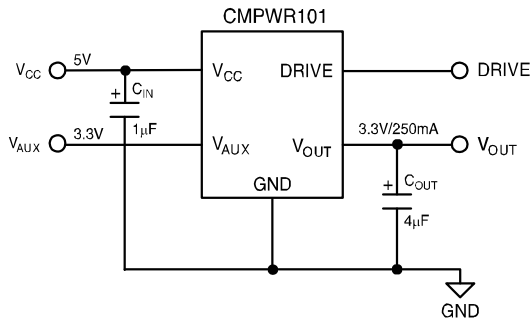 CMPWR101
5V
VCC
VCC
DRIVE
DRIVE
+
CIN
1μF
3.3V
VAUX
VAUX
3.3V/250mA
VOUT
VOUT
GND
+
COUT
4μF
GND